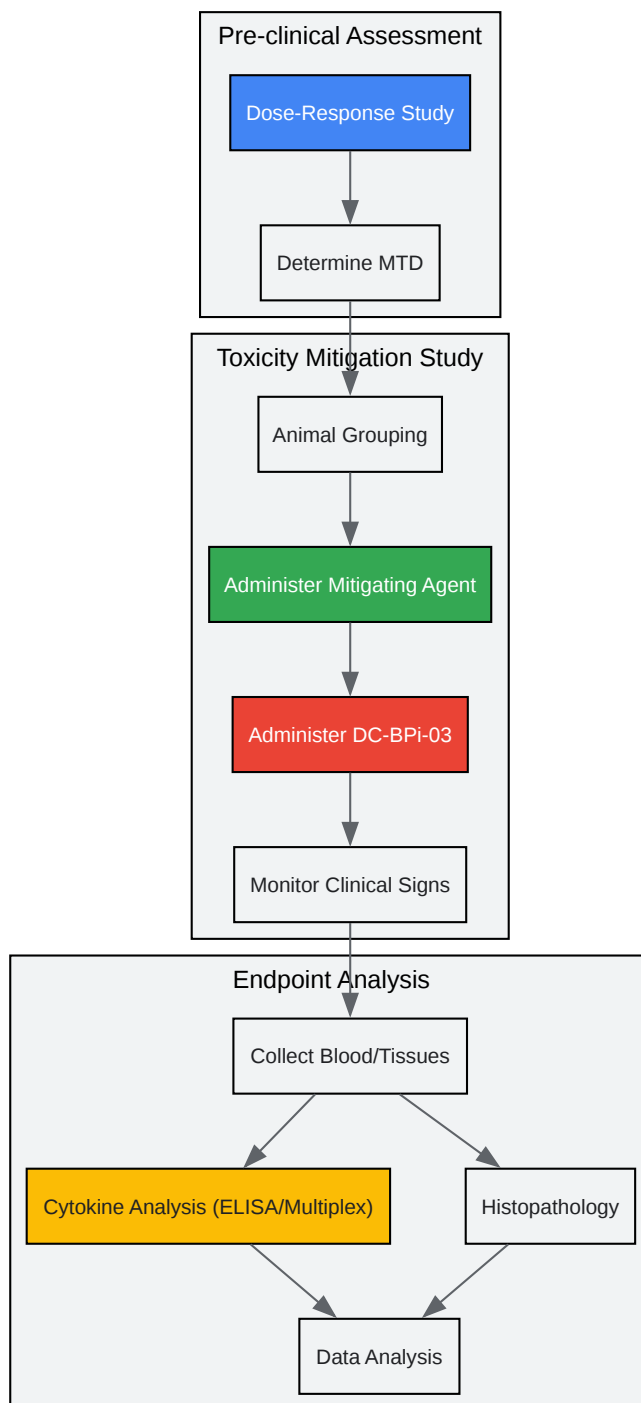 Pre-clinical Assessment
Dose-Response Study
Determine MTD
Toxicity Mitigation Study
Animal Grouping
Administer Mitigating Agent
Administer DC-BPi-03
Monitor Clinical Signs
Endpoint Analysis
Collect Blood/Tissues
Cytokine Analysis (ELISA/Multiplex)
Histopathology
Data Analysis